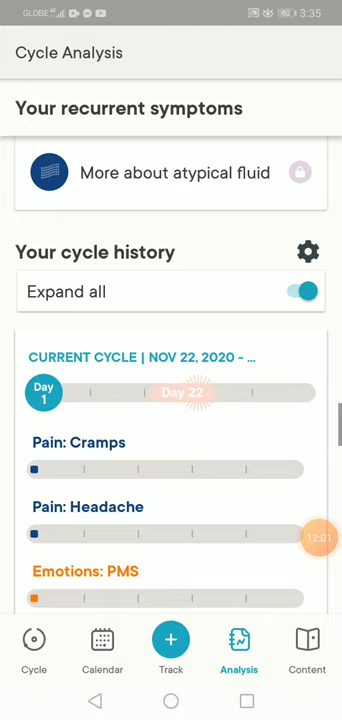 GLOBE 3:35
62
Cycle Analysis
Your recurrent symptoms
More about atypical fluid
Your cycle history
Expand all
CURRENT CYCLE | NOV 22, 2020 - ...
Day 1
Day 22
Pain: Cramps
Pain: Headache
12:01
Emotions: PMS
Cycle Calendar Track Analysis Content